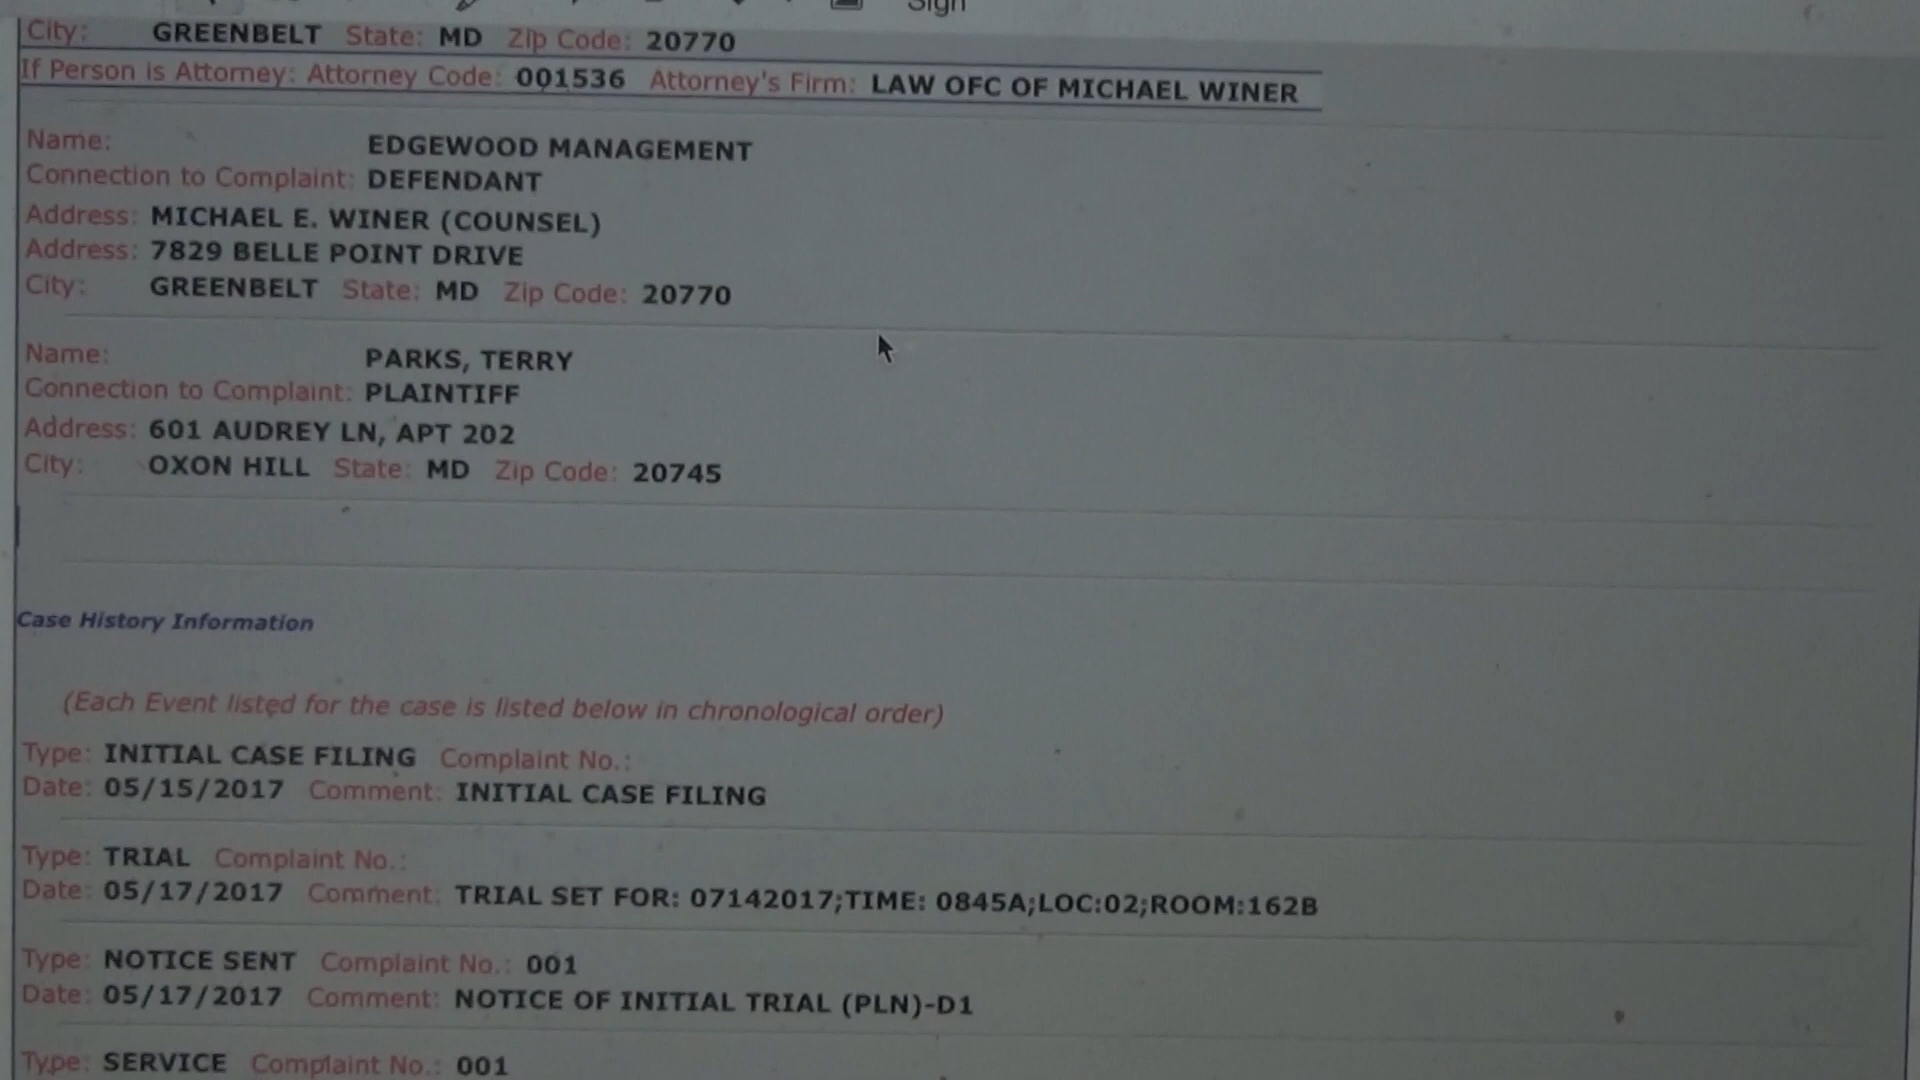 Sign
City: GREENBELT State: MD Zip Code: 20770
If Person is Attorney: Attorney Code: 001536 Attorney's Firm: LAW OFC OF MICHAEL WINER
Name: EDGEWOOD MANAGEMENT
Connection to Complaint: DEFENDANT
Address: MICHAEL E. WINER (COUNSEL)
Address: 7829 BELLE POINT DRIVE
City: GREENBELT State: MD Zip Code: 20770
Name: PARKS, TERRY
Connection to Complaint: PLAINTIFF
Address: 601 AUDREY LN, APT 202
City: OXON HILL State: MD Zip Code: 20745
Case History Information
(Each Event listed for the case is listed below in chronological order)
Type: INITIAL CASE FILING Complaint No.:
Date: 05/15/2017 Comment: INITIAL CASE FILING
Type: TRIAL Complaint No.:
Date: 05/17/2017 Comment: TRIAL SET FOR: 07142017;TIME: 0845A;LOC:02;ROOM:162B
Type: NOTICE SENT Complaint No.: 001
Date: 05/17/2017 Comment: NOTICE OF INITIAL TRIAL (PLN)-D1
Type: SERVICE Complaint No.: 001